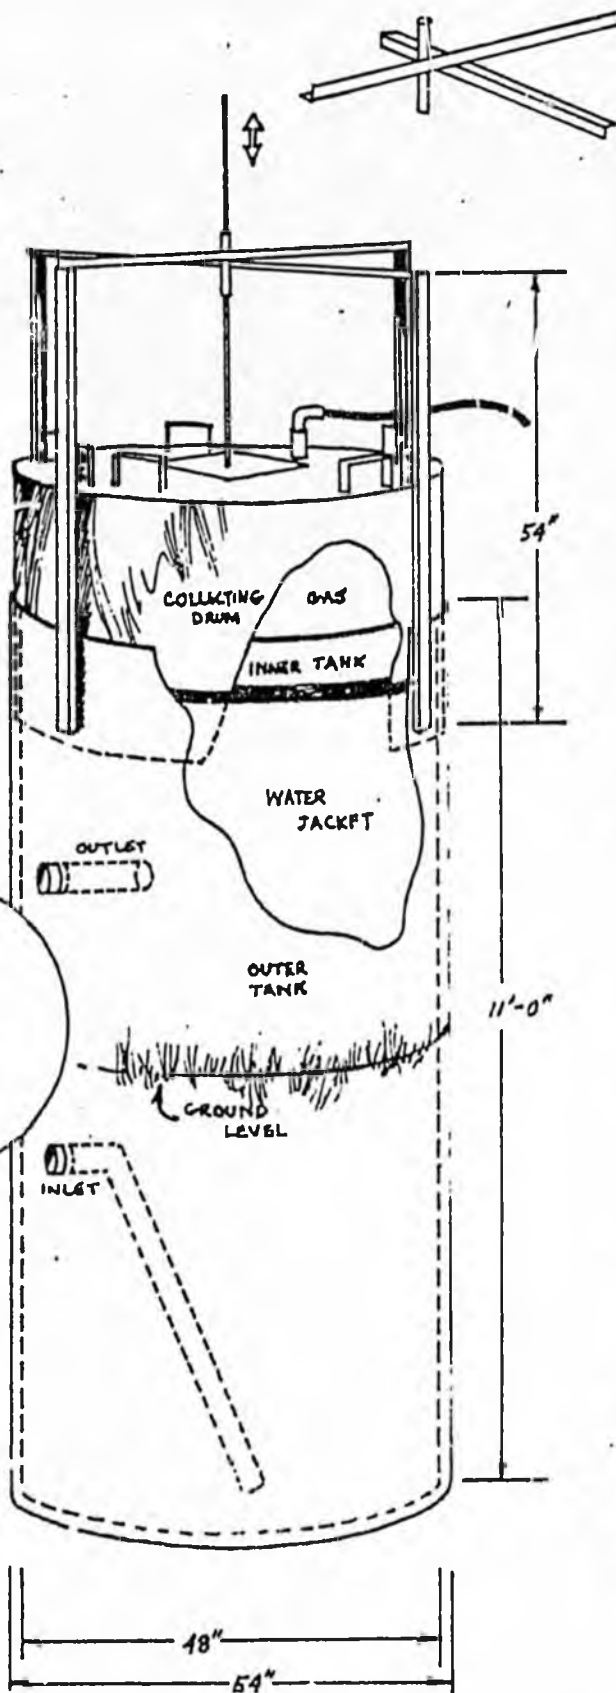 54"
COLLECTING
DRUM
GAS
INNER TANK
WATER
JACKET
OUTLET
OUTER
TANK
11'-0"
GROUND
LEVEL
INLET
48"
54"